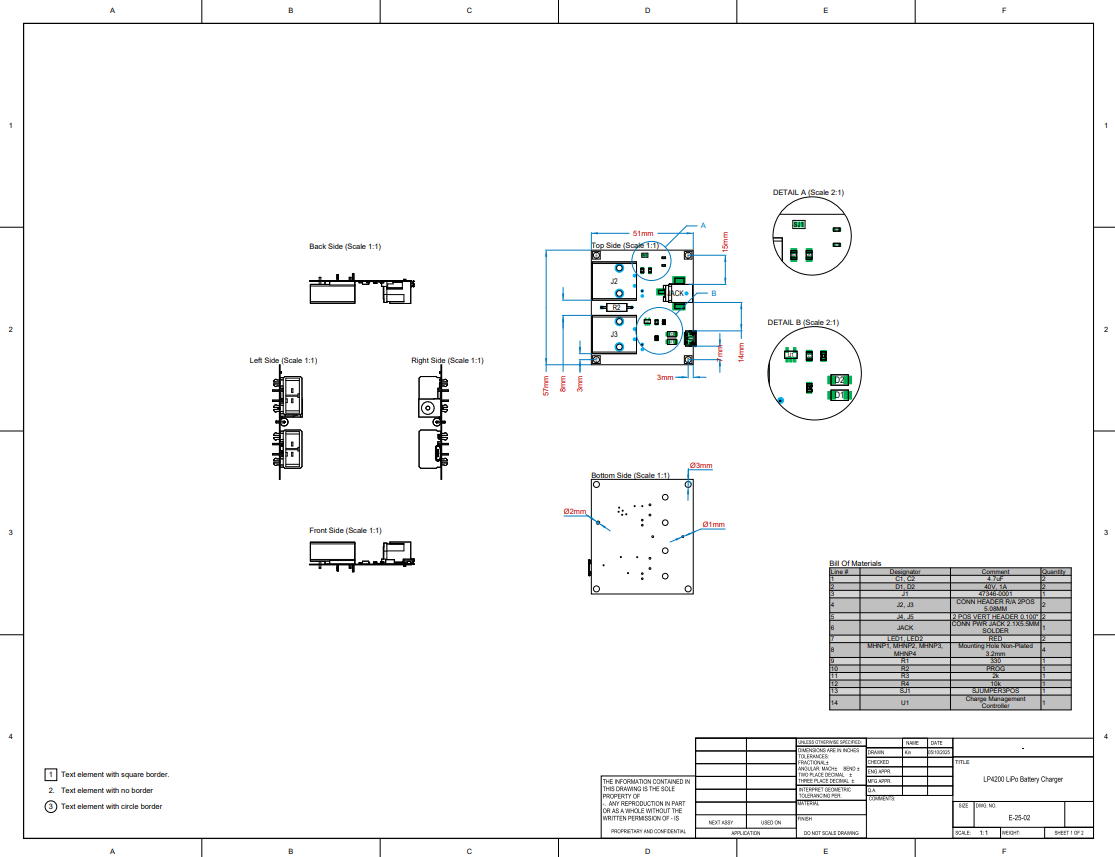 A B C D E F
1 1
DETAIL A (Scale 2:1)
SJ1
A
51mm
15mm
Back Side (Scale 1:1)
Top Side (Scale 1:1)
J2
JACK
B
R2
2 2
DETAIL B (Scale 2:1)
J3
D2
D1
Left Side (Scale 1:1)
Right Side (Scale 1:1)
57mm
8mm
3mm
3mm
7mm
14mm
Ø3mm
Bottom Side (Scale 1:1)
Ø2mm
Ø1mm
Front Side (Scale 1:1)
3 3
Bill Of Materials
Line # Designator Comment Quantity
1 C1, C2 4.7uF 2
2 D1, D2 40V, 1A 2
3 J1 47346-0001 1
4 J2, J3 CONN HEADER R/A 2POS 5.08MM 2
5 J4, J5 2 POS VERT HEADER 0.100" 2
6 JACK CONN PWR JACK 2.1X5.5MM SOLDER 1
7 LED1, LED2 RED 2
8 MHNP1, MHNP2, MHNP3, MHNP4 Mounting Hole Non-Plated 3.2mm 4
9 R1 330 1
10 R2 PROG 1
11 R3 2k 1
12 R4 10k 1
13 SJ1 SJUMPER3POS 1
14 U1 Charge Management Controller 1
4 4
1 Text element with square border.
2. Text element with no border
3 Text element with circle border
THE INFORMATION CONTAINED IN
THIS DRAWING IS THE SOLE
PROPERTY OF
-. ANY REPRODUCTION IN PART
OR AS A WHOLE WITHOUT THE
WRITTEN PERMISSION OF - IS
PROPRIETARY AND CONFIDENTIAL
NEXT ASSY USED ON
APPLICATION
UNLESS OTHERWISE SPECIFIED:
DIMENSIONS ARE IN INCHES
TOLERANCES:
FRACTIONAL±
ANGULAR: MACH± BEND ±
TWO PLACE DECIMAL ±
THREE PLACE DECIMAL ±
INTERPRET GEOMETRIC
TOLERANCING PER:
MATERIAL
FINISH
DO NOT SCALE DRAWING
NAME DATE
DRAWN 05/10/2025
CHECKED
ENG APPR.
MFG APPR.
Q.A.
COMMENTS:
-
TITLE
LP4200 LiPo Battery Charger
SIZE DWG. NO.
E-25-02
SCALE: 1:1 WEIGHT: SHEET 1 OF 2
A B C D E F